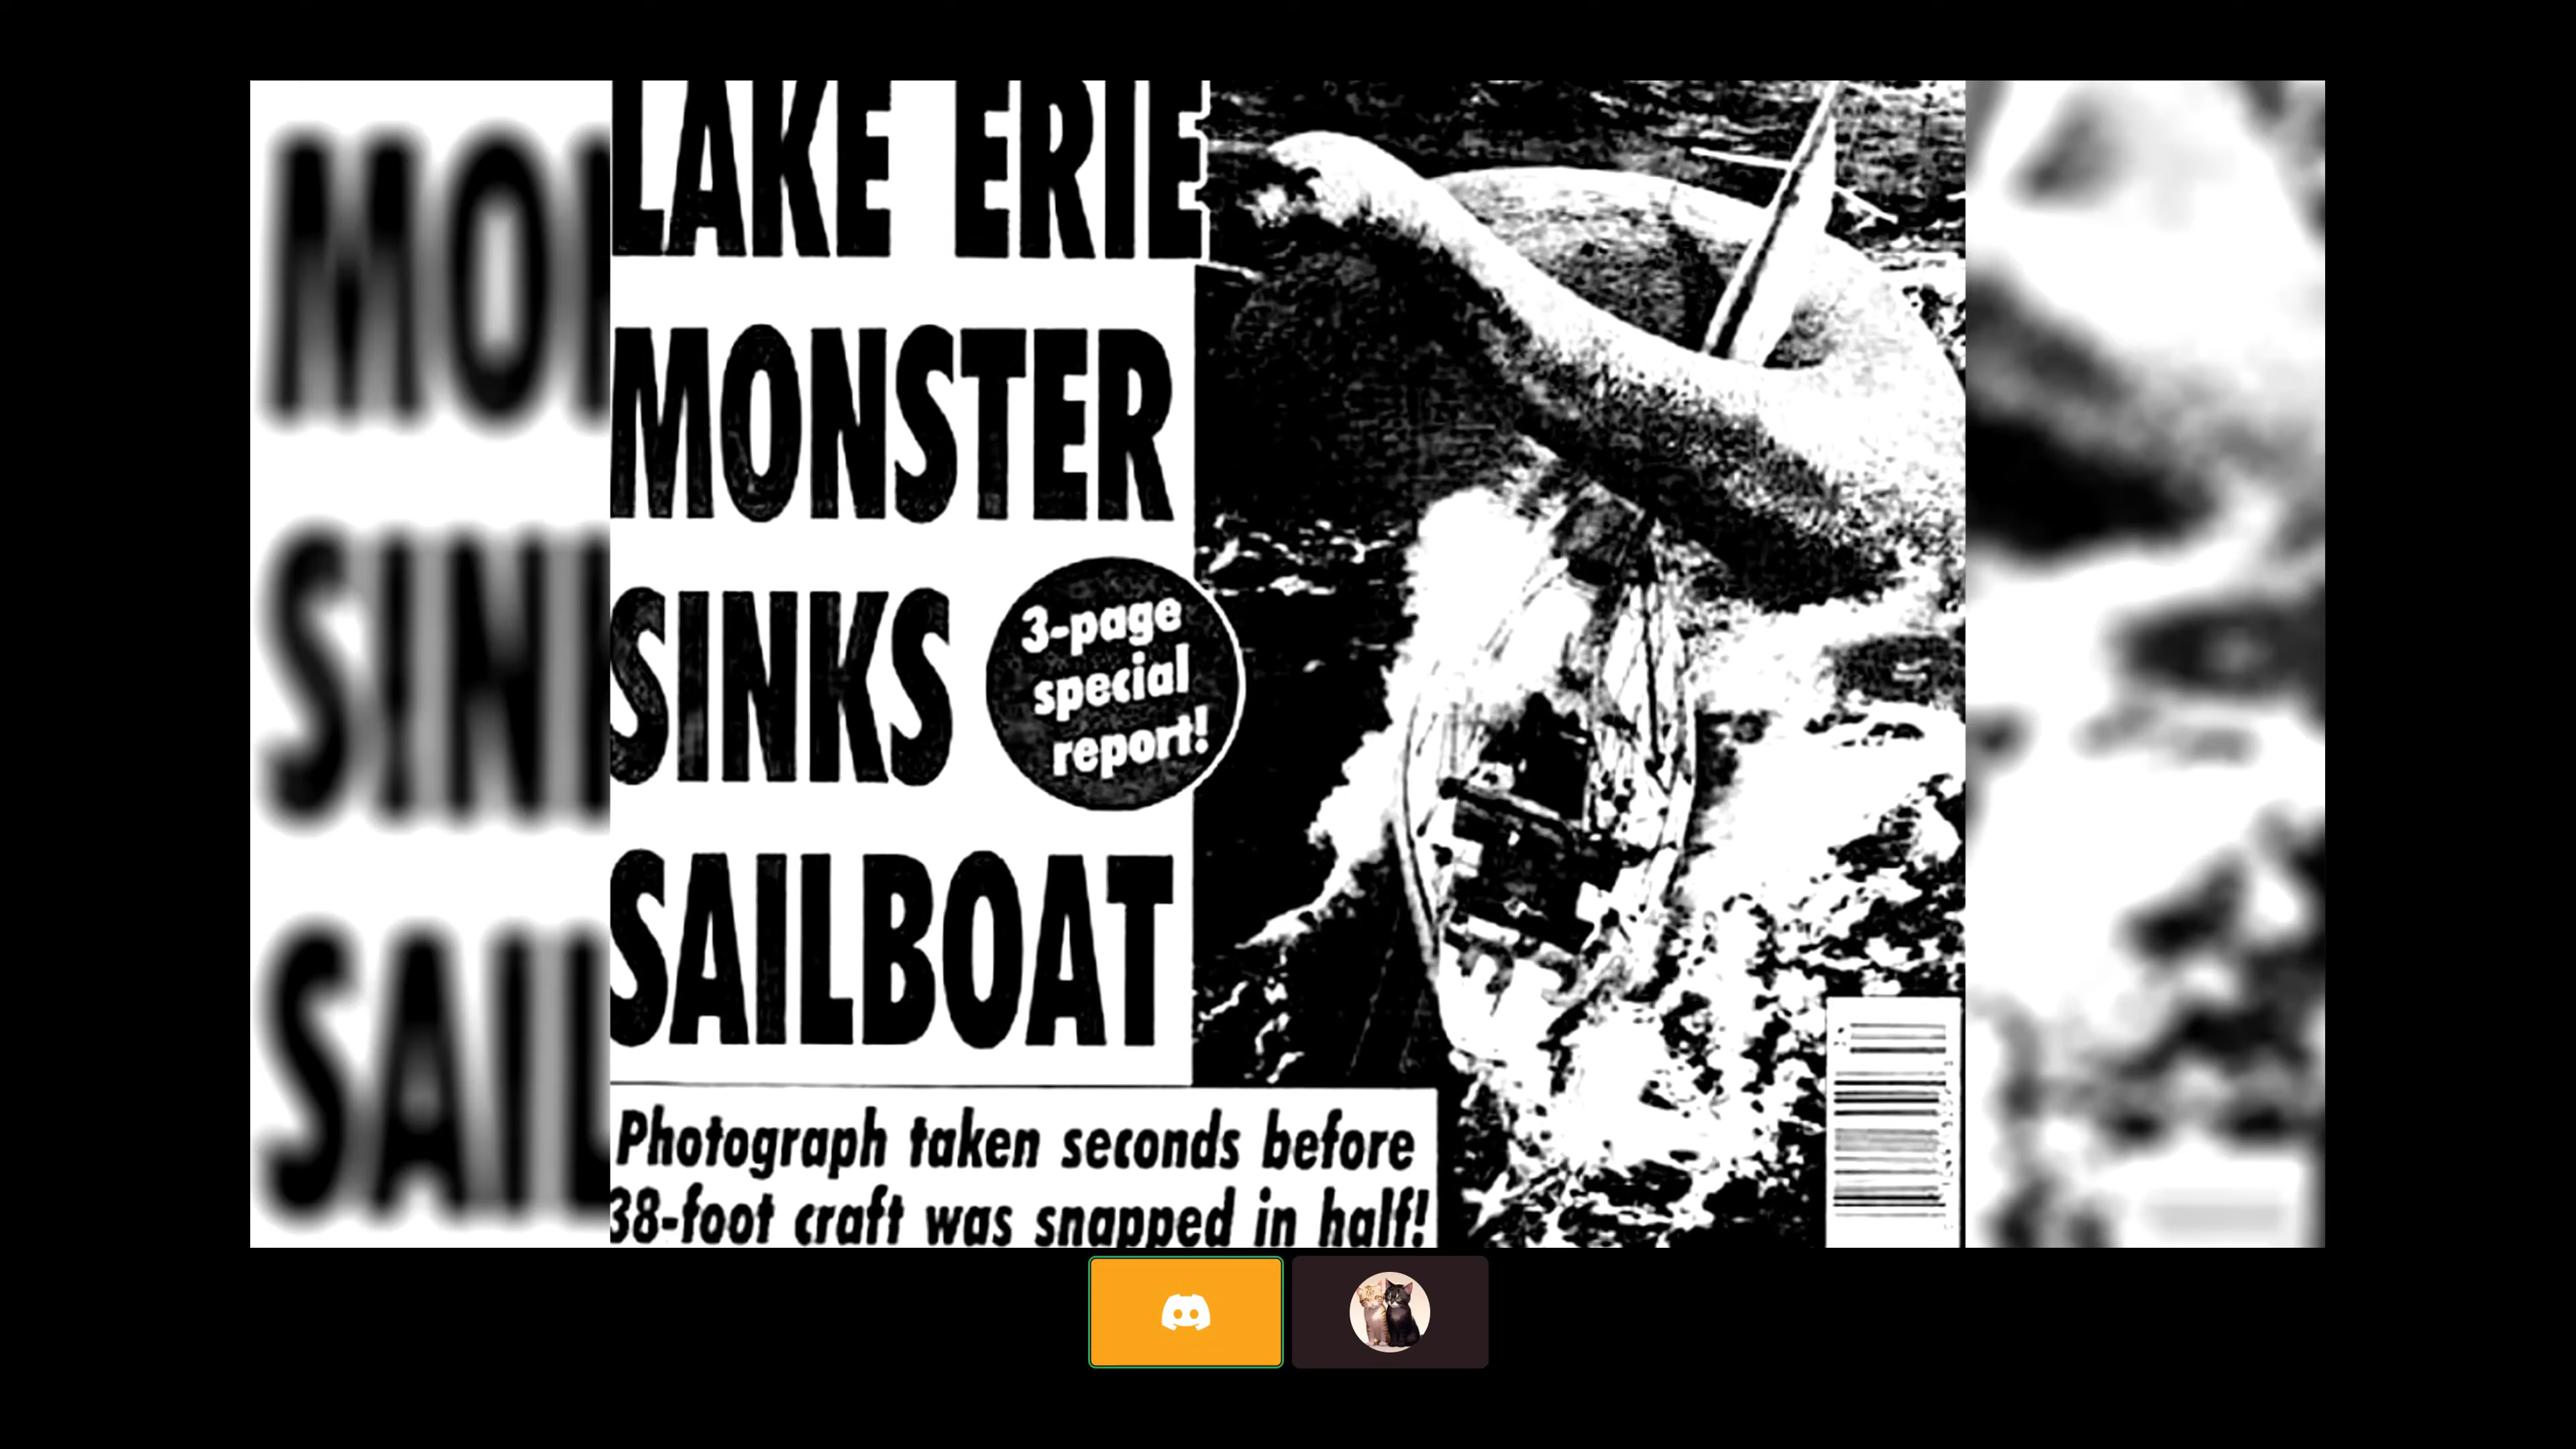 LAKE ERIE
MONSTER
SINKS
SAILBOAT
3-page
special
report!
Photograph taken seconds before
38-foot craft was snapped in half!